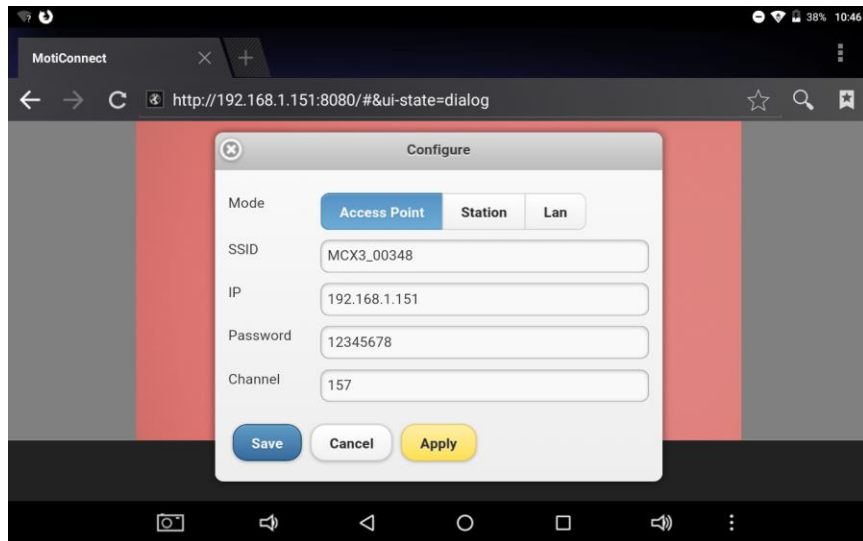 38% 10:46
MotiConnect
http://192.168.1.151:8080/#&ui-state=dialog
Configure
Mode Access Point Station Lan
SSID MCX3_00348
IP 192.168.1.151
Password 12345678
Channel 157
Save Cancel Apply